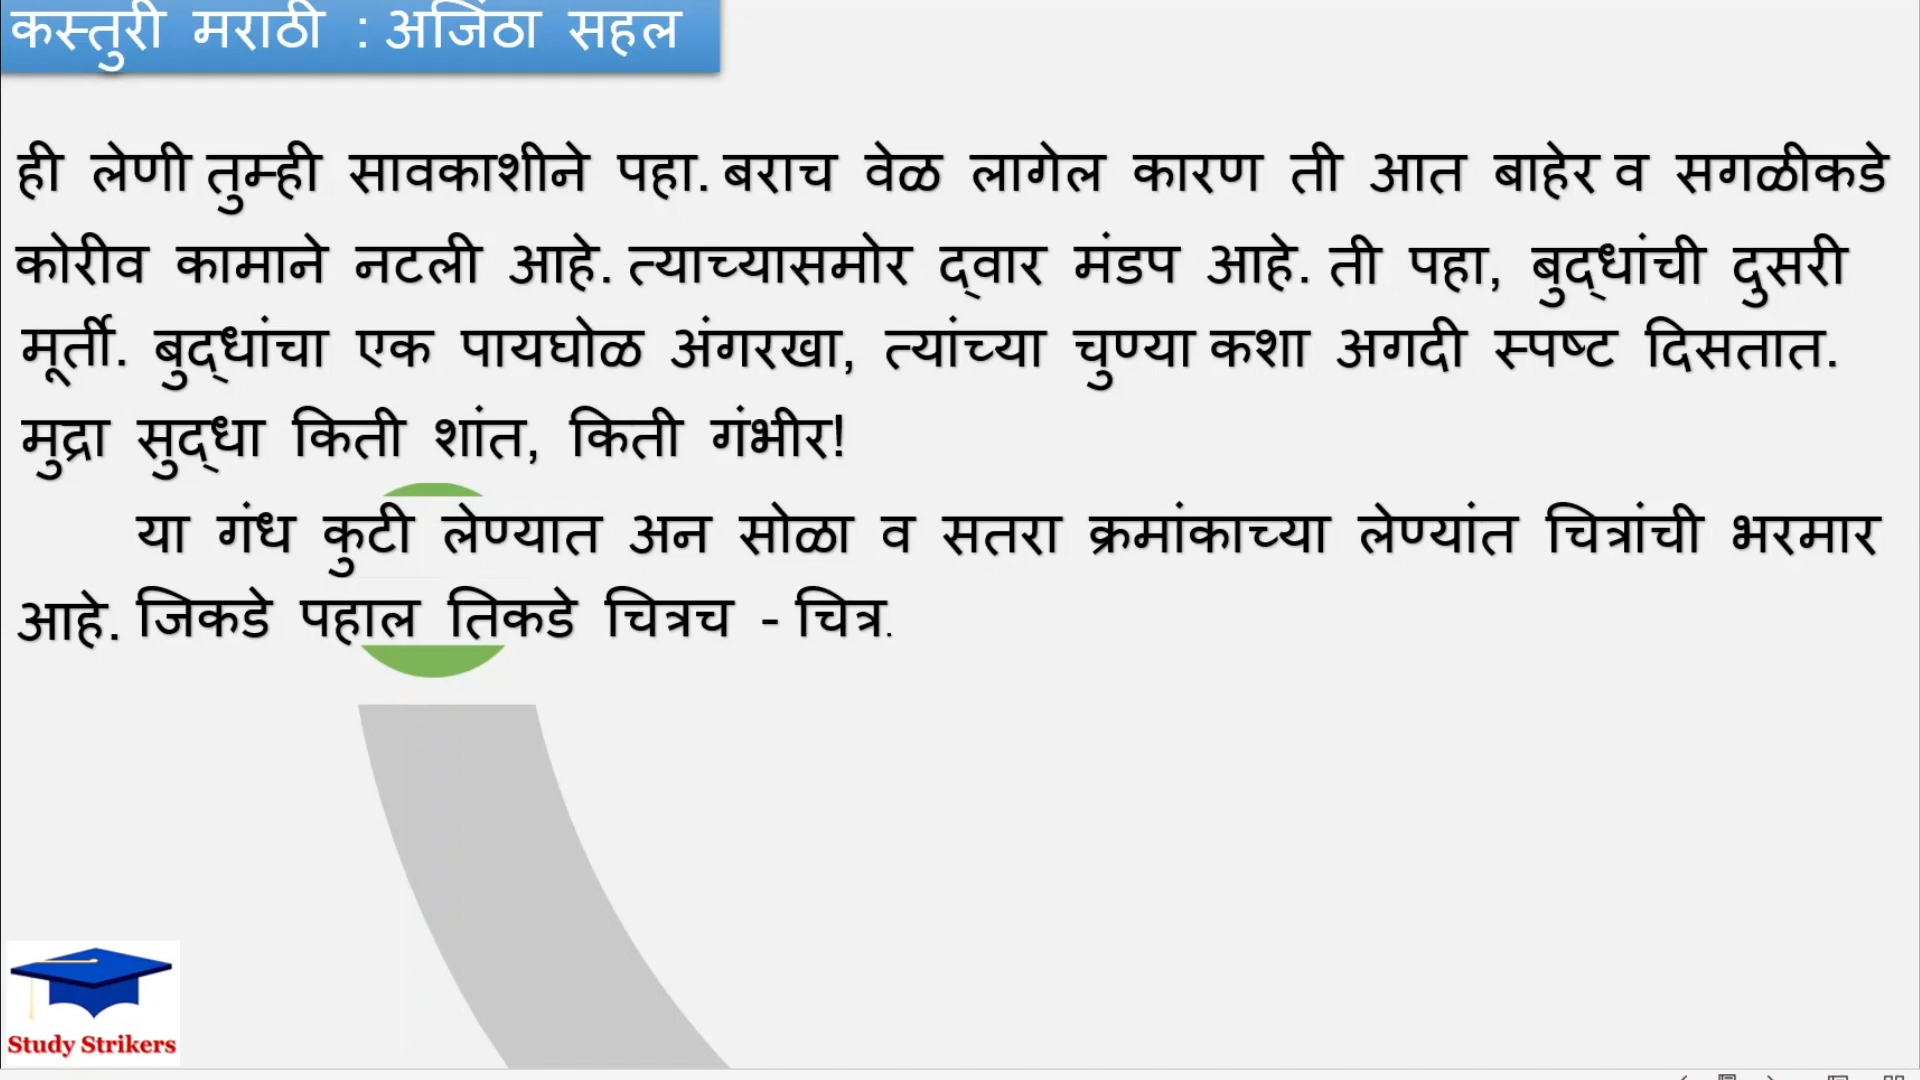 कस्तुरी मराठी : अजिंठा सहल
ही लेणी तुम्ही सावकाशीने पहा. बराच वेळ लागेल कारण ती आत बाहेर व सगळीकडे
कोरीव कामाने नटली आहे. त्याच्यासमोर द्वार मंडप आहे. ती पहा, बुद्धांची दुसरी
मूर्ती. बुद्धांचा एक पायघोळ अंगरखा, त्यांच्या चुण्या कशा अगदी स्पष्ट दिसतात.
मुद्रा सुद्धा किती शांत, किती गंभीर!
या गंध कुटी लेण्यात अन सोळा व सतरा क्रमांकाच्या लेण्यांत चित्रांची भरमार
आहे. जिकडे पहाल तिकडे चित्रच - चित्र.
Study Strikers